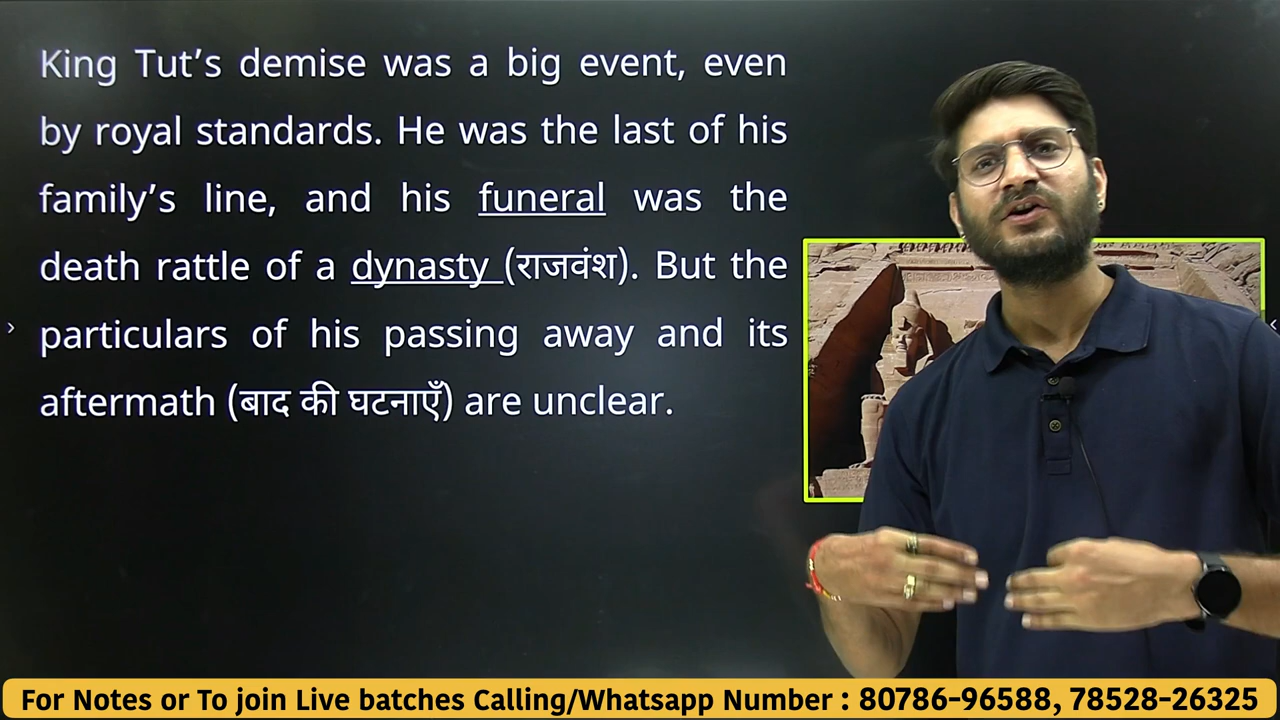 King Tut’s demise was a big event, even
by royal standards. He was the last of his
family’s line, and his funeral was the
death rattle of a dynasty (राजवंश). But the
particulars of his passing away and its
aftermath (बाद की घटनाएँ) are unclear.
For Notes or To join Live batches Calling/Whatsapp Number : 80786-96588, 78528-26325